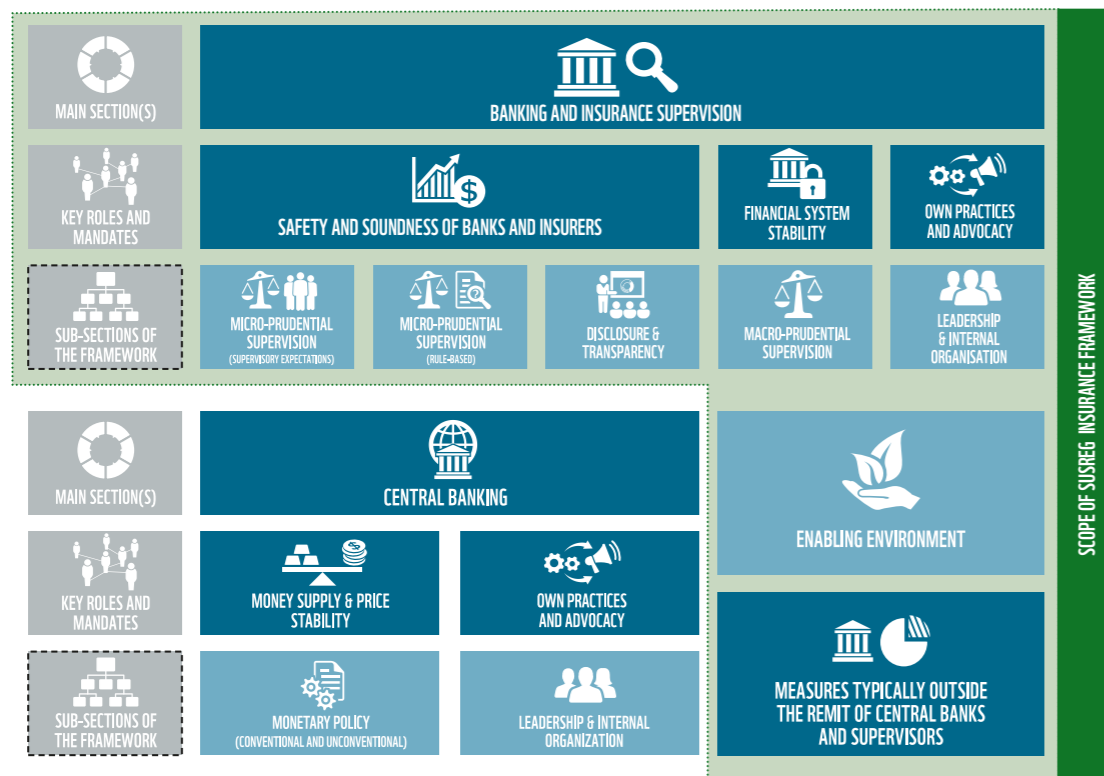 MAIN SECTION(S)
BANKING AND INSURANCE SUPERVISION
KEY ROLES AND
MANDATES
SAFETY AND SOUNDNESS OF BANKS AND INSURERS
FINANCIAL SYSTEM
STABILITY
OWN PRACTICES
AND ADVOCACY
SUB-SECTIONS OF
THE FRAMEWORK
MICRO-PRUDENTIAL
SUPERVISION
(SUPERVISORY EXPECTATIONS)
MICRO-PRUDENTIAL
SUPERVISION
(RULE-BASED)
DISCLOSURE &
TRANSPARENCY
MACRO-PRUDENTIAL
SUPERVISION
LEADERSHIP
& INTERNAL
ORGANISATION
MAIN SECTION(S)
CENTRAL BANKING
ENABLING ENVIRONMENT
KEY ROLES AND
MANDATES
MONEY SUPPLY & PRICE
STABILITY
OWN PRACTICES
AND ADVOCACY
SUB-SECTIONS OF
THE FRAMEWORK
MONETARY POLICY
(CONVENTIONAL AND UNCONVENTIONAL)
LEADERSHIP & INTERNAL
ORGANIZATION
MEASURES TYPICALLY OUTSIDE
THE REMIT OF CENTRAL BANKS
AND SUPERVISORS
SCOPE OF SUSREG INSURANCE FRAMEWORK